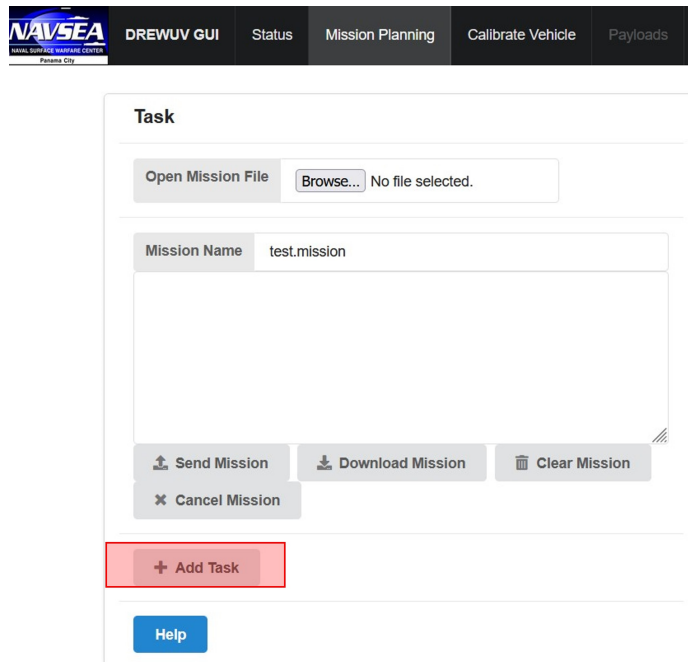 NAVSEA
NAVAL SURFACE WARFARE CENTER
Panama City
DREWUV GUI Status Mission Planning Calibrate Vehicle Payloads
Task
Open Mission File Browse... No file selected.
Mission Name test.mission
Send Mission Download Mission Clear Mission
Cancel Mission
Add Task
Help